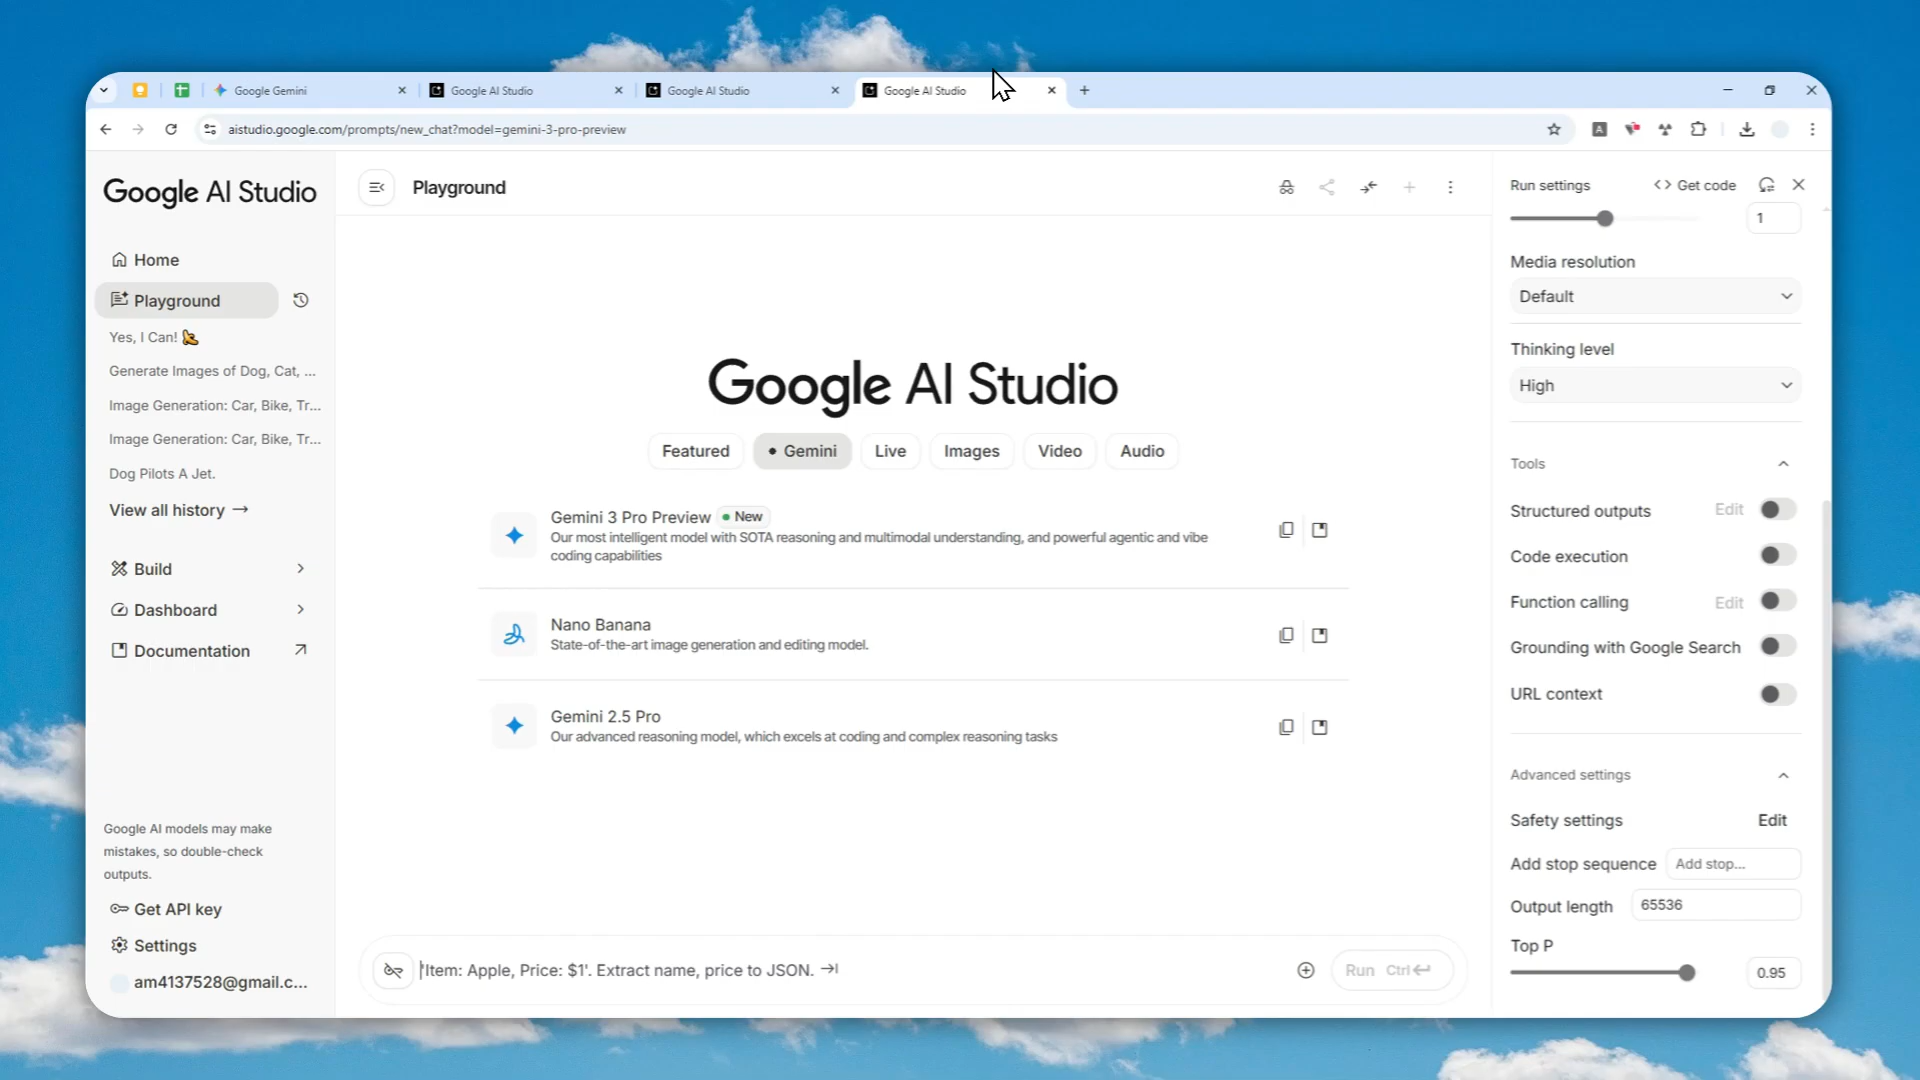 Google Gemini
Google AI Studio
Google AI Studio
Google AI Studio
aistudio.google.com/prompts/new_chat?model=gemini-3-pro-preview
Google AI Studio
Home
Playground
Yes, I Can!
Generate Images of Dog, Cat, ...
Image Generation: Car, Bike, Tr...
Image Generation: Car, Bike, Tr...
Dog Pilots A Jet.
View all history →
Build
Dashboard
Documentation
Google AI models may make
mistakes, so double-check
outputs.
Get API key
Settings
am4137528@gmail.c...
Playground
Google AI Studio
Featured
Gemini
Live
Images
Video
Audio
Gemini 3 Pro Preview New
Our most intelligent model with SOTA reasoning and multimodal understanding, and powerful agentic and vibe
coding capabilities
Nano Banana
State-of-the-art image generation and editing model.
Gemini 2.5 Pro
Our advanced reasoning model, which excels at coding and complex reasoning tasks
'Item: Apple, Price: $1'. Extract name, price to JSON.
Run Ctrl
Run settings
<> Get code
1
Media resolution
Default
Thinking level
High
Tools
Structured outputs Edit
Code execution
Function calling Edit
Grounding with Google Search
URL context
Advanced settings
Safety settings Edit
Add stop sequence Add stop...
Output length 65536
Top P
0.95